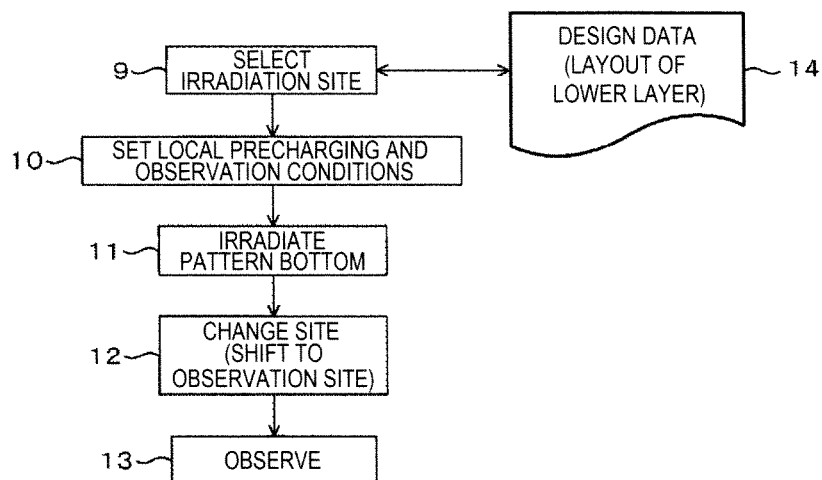 9
SELECT
IRRADIATION SITE
DESIGN DATA
(LAYOUT OF
LOWER LAYER)
14
10
SET LOCAL PRECHARGING AND
OBSERVATION CONDITIONS
11
IRRADIATE
PATTERN BOTTOM
12
CHANGE SITE
(SHIFT TO
OBSERVATION SITE)
13
OBSERVE